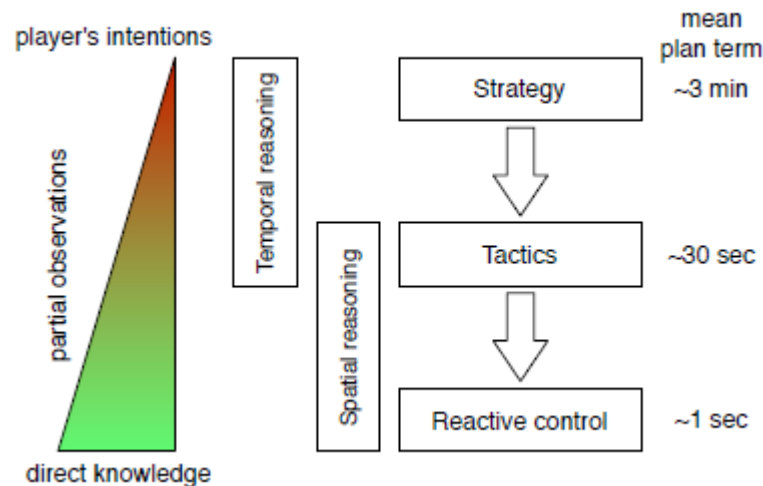 mean
plan term
player's intentions
Strategy
~3 min
Temporal reasoning
partial observations
Tactics
~30 sec
Spatial reasoning
Reactive control
~1 sec
direct knowledge